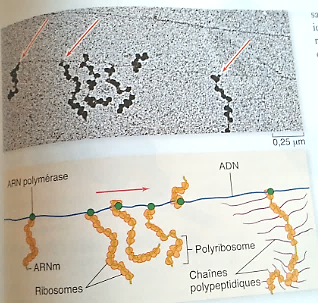 0,25 µm
ARN polymérase
ADN
ARNm
Ribosomes
Polyribosome
Chaînes
polypeptidiques